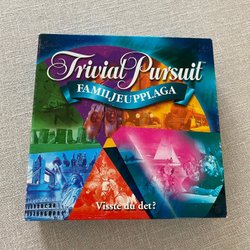 Trivial Pursuit
FAMILJEUPPLAGA
Visste du det?